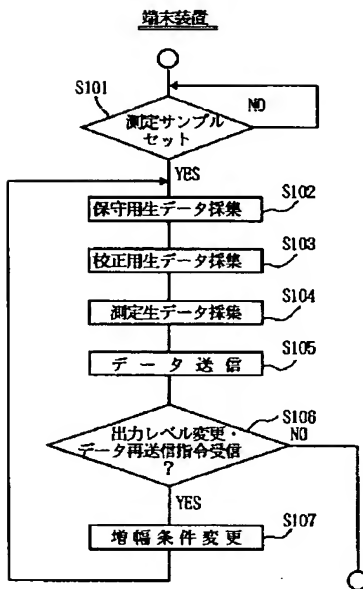 端末装置
S101
NO
測定サンプル
セット
YES
S102
保守用生データ採集
S103
校正用生データ採集
S104
測定生データ採集
S105
データ送信
S106
出力レベル変更・
データ再送信指令受信
?
NO
YES
S107
増幅条件変更